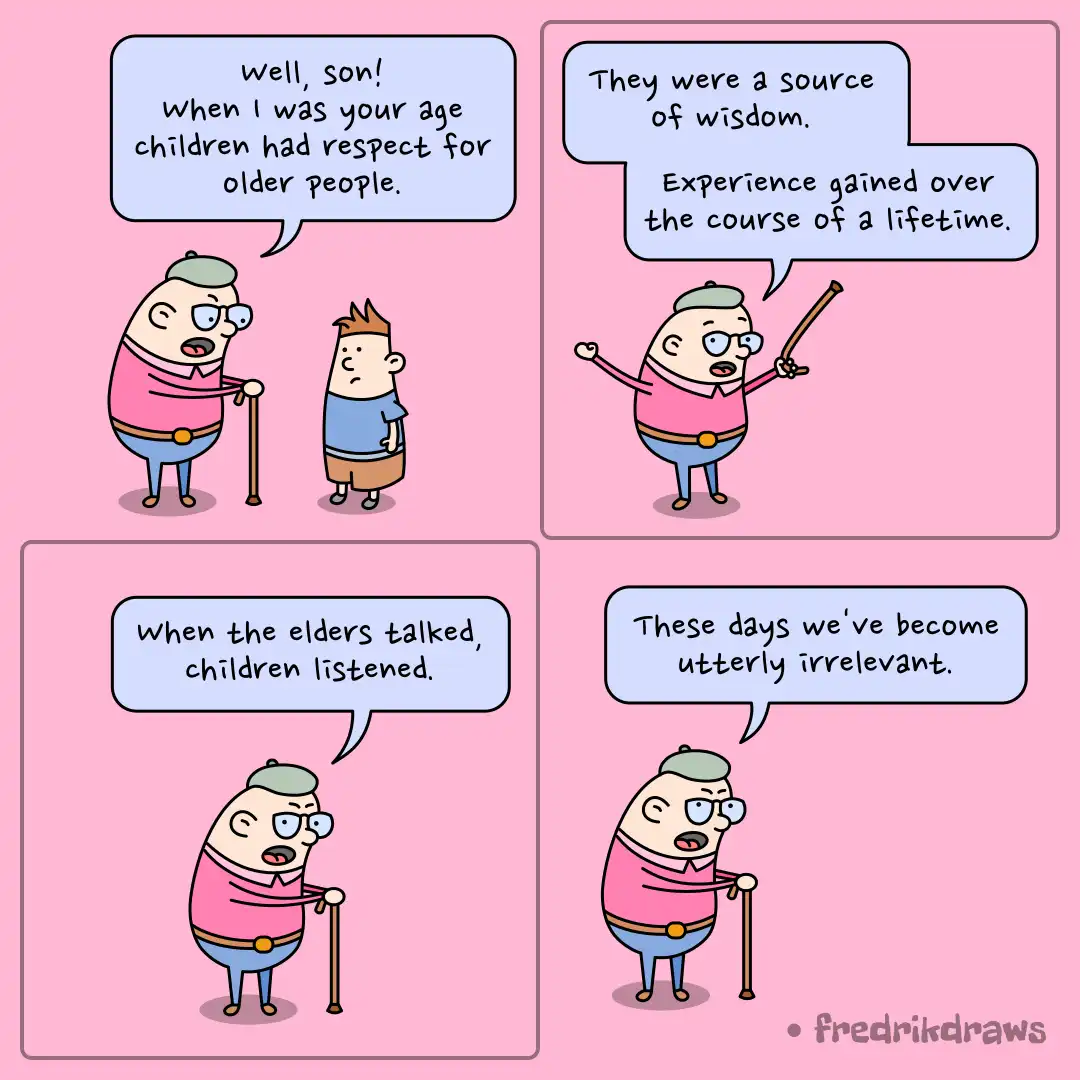 Well, son!
When I was your age
children had respect for
older people.
They were a source
of wisdom.
Experience gained over
the course of a lifetime.
When the elders talked,
children listened.
These days we've become
utterly irrelevant.
• fredrikdraws